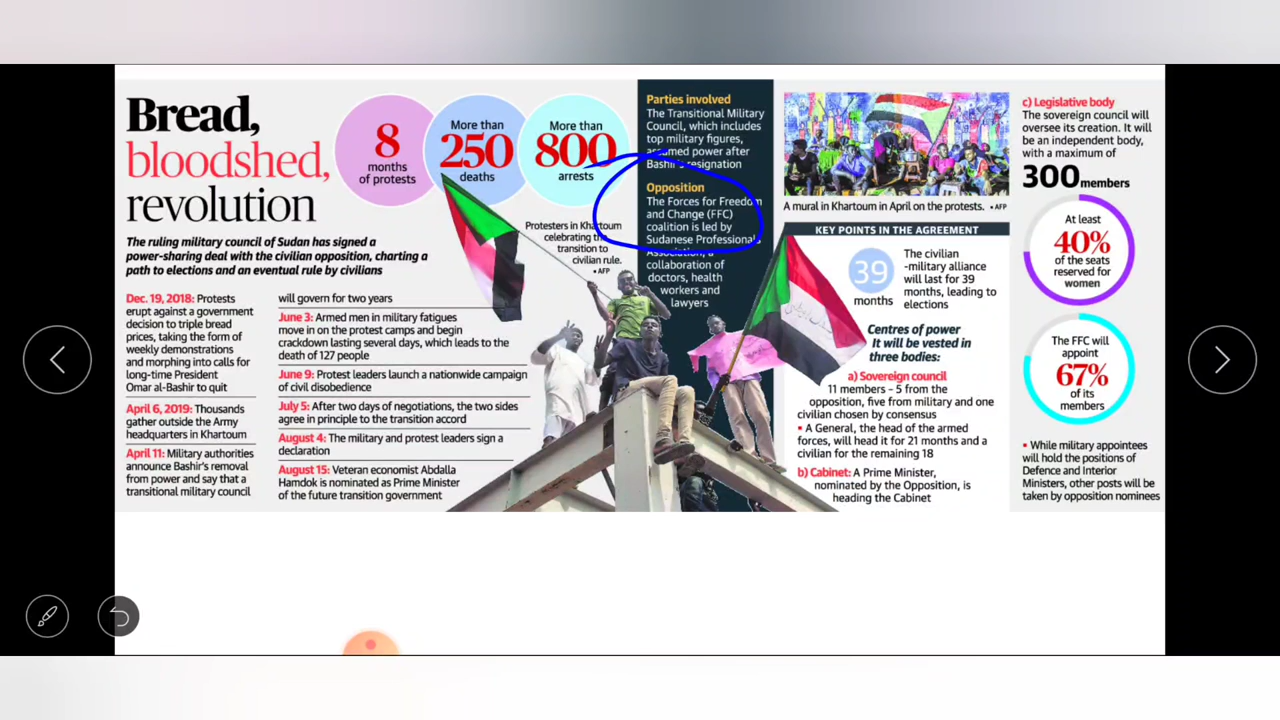 Bread,
bloodshed,
revolution
The ruling military council of Sudan has signed a
power-sharing deal with the civilian opposition, charting a
path to elections and an eventual rule by civilians
8
months
of protests
More than
250
deaths
More than
800
arrests
Dec. 19, 2018: Protests
erupt against a government
decision to triple bread
prices, taking the form of
weekly demonstrations
and morphing into calls for
long-time President
Omar al-Bashir to quit
April 6, 2019: Thousands
gather outside the Army
headquarters in Khartoum
April 11: Military authorities
announce Bashir's removal
from power and say that a
transitional military council
will govern for two years
June 3: Armed men in military fatigues
move in on the protest camps and begin
crackdown lasting several days, which leads to the
death of 127 people
June 9: Protest leaders launch a nationwide campaign
of civil disobedience
July 5: After two days of negotiations, the two sides
agree in principle to the transition accord
August 4: The military and protest leaders sign a
declaration
August 15: Veteran economist Abdalla
Hamdok is nominated as Prime Minister
of the future transition government
Protesters in Khartoum
celebrating the
transition to
civilian rule.
• AFP
Parties involved
The Transitional Military
Council, which includes
top military figures,
assumed power after
Bashir's resignation
Opposition
The Forces for Freedom
and Change (FFC)
coalition is led by
Sudanese Professionals
Association, a
collaboration of
doctors, health
workers and
lawyers
A mural in Khartoum in April on the protests. • AFP
KEY POINTS IN THE AGREEMENT
39
months
The civilian
-military alliance
will last for 39
months, leading to
elections
Centres of power
It will be vested in
three bodies:
a) Sovereign council
11 members – 5 from the
opposition, five from military and one
civilian chosen by consensus
▪ A General, the head of the armed
forces, will head it for 21 months and a
civilian for the remaining 18
b) Cabinet: A Prime Minister,
nominated by the Opposition, is
heading the Cabinet
c) Legislative body
The sovereign council will
oversee its creation. It will
be an independent body,
with a maximum of
300 members
At least
40%
of the seats
reserved for
women
The FFC will
appoint
67%
of its
members
▪ While military appointees
will hold the positions of
Defence and Interior
Ministers, other posts will be
taken by opposition nominees